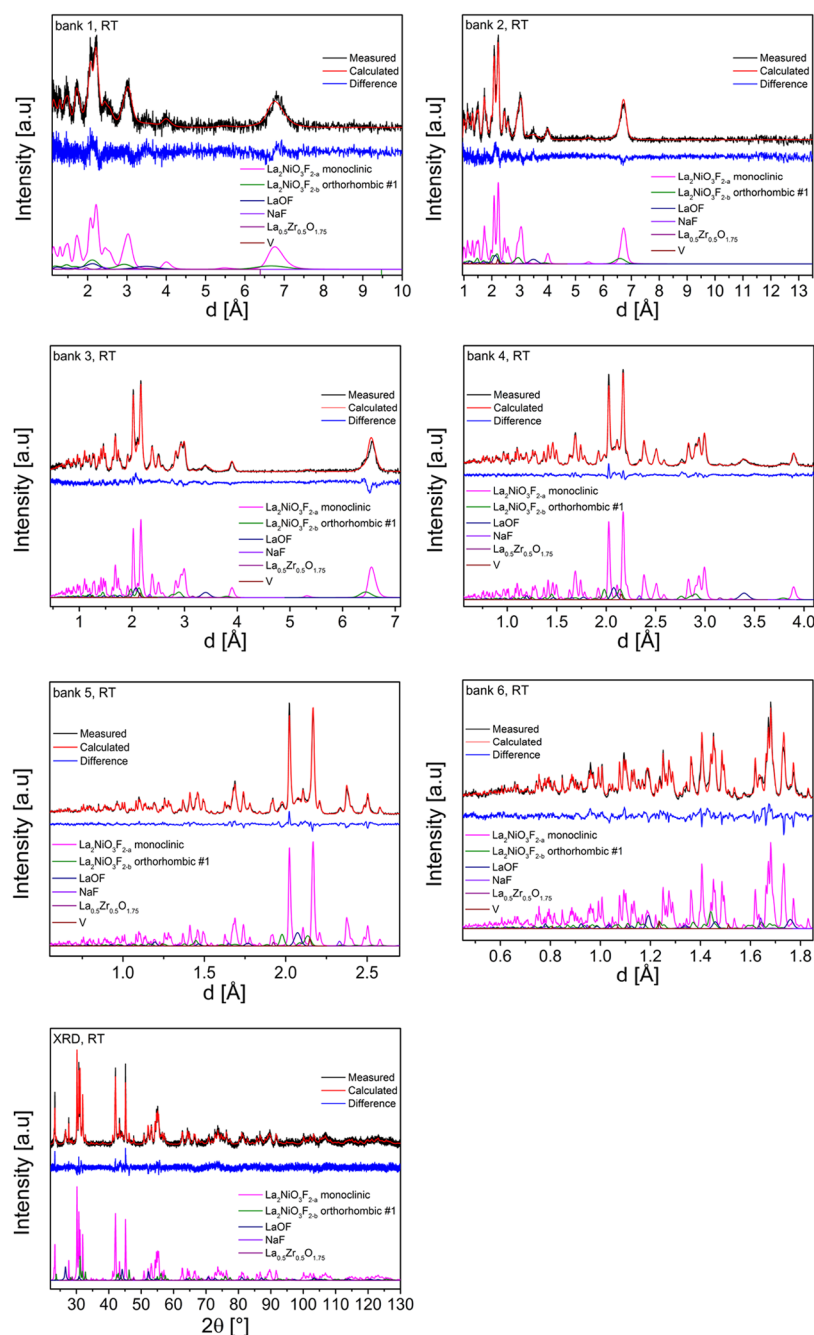 bank 1, RT
Measured
Calculated
Difference
La₂NiO₃F₂₋ₐ monoclinic
La₂NiO₃F₂₋b orthorhombic #1
LaOF
NaF
La₀.₅Zr₀.₅O₁.₇₅
V
Intensity [a.u]
2 3 4 5 6 7 8 9 10
d [Å]
bank 2, RT
Measured
Calculated
Difference
La₂NiO₃F₂₋ₐ monoclinic
La₂NiO₃F₂₋b orthorhombic #1
LaOF
NaF
La₀.₅Zr₀.₅O₁.₇₅
V
Intensity [a.u]
1 2 3 4 5 6 7 8 9 10 11 12 13
d [Å]
bank 3, RT
Measured
Calculated
Difference
La₂NiO₃F₂₋ₐ monoclinic
La₂NiO₃F₂₋b orthorhombic #1
LaOF
NaF
La₀.₅Zr₀.₅O₁.₇₅
V
Intensity [a.u]
1 2 3 4 5 6 7
d [Å]
bank 4, RT
Measured
Calculated
Difference
La₂NiO₃F₂₋ₐ monoclinic
La₂NiO₃F₂₋b orthorhombic #1
LaOF
NaF
La₀.₅Zr₀.₅O₁.₇₅
V
Intensity [a.u]
1.0 1.5 2.0 2.5 3.0 3.5 4.0
d [Å]
bank 5, RT
Measured
Calculated
Difference
La₂NiO₃F₂₋ₐ monoclinic
La₂NiO₃F₂₋b orthorhombic #1
LaOF
NaF
La₀.₅Zr₀.₅O₁.₇₅
V
Intensity [a.u]
1.0 1.5 2.0 2.5
d [Å]
bank 6, RT
Measured
Calculated
Difference
La₂NiO₃F₂₋ₐ monoclinic
La₂NiO₃F₂₋b orthorhombic #1
LaOF
NaF
La₀.₅Zr₀.₅O₁.₇₅
V
Intensity [a.u]
0.6 0.8 1.0 1.2 1.4 1.6 1.8
d [Å]
XRD, RT
Measured
Calculated
Difference
La₂NiO₃F₂₋ₐ monoclinic
La₂NiO₃F₂₋b orthorhombic #1
LaOF
NaF
La₀.₅Zr₀.₅O₁.₇₅
Intensity [a.u]
30 40 50 60 70 80 90 100 110 120 130
2θ [°]